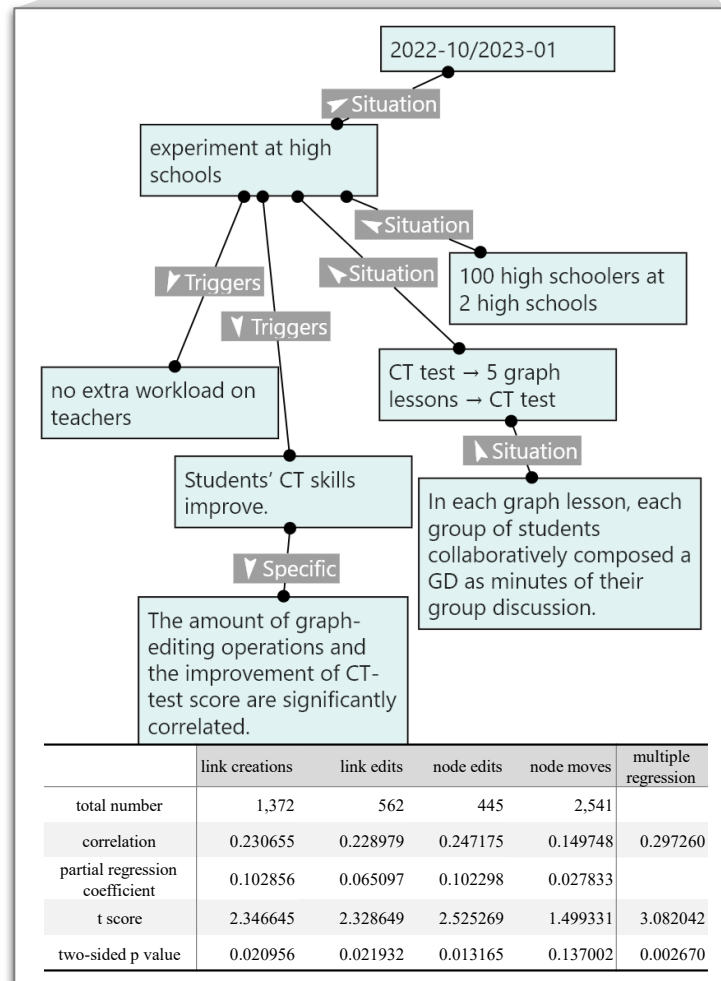 2022-10/2023-01
Situation
experiment at high
schools
Situation
Situation
100 high schoolers at
2 high schools
Triggers
Triggers
CT test → 5 graph
lessons → CT test
no extra workload on
teachers
Situation
Students’ CT skills
improve.
In each graph lesson, each
group of students
collaboratively composed a
GD as minutes of their
group discussion.
Specific
The amount of graph-
editing operations and
the improvement of CT-
test score are significantly
correlated.
link creations link edits node edits node moves multiple
regression
total number 1,372 562 445 2,541
correlation 0.230655 0.228979 0.247175 0.149748 0.297260
partial regression
coefficient 0.102856 0.065097 0.102298 0.027833
t score 2.346645 2.328649 2.525269 1.499331 3.082042
two-sided p value 0.020956 0.021932 0.013165 0.137002 0.002670